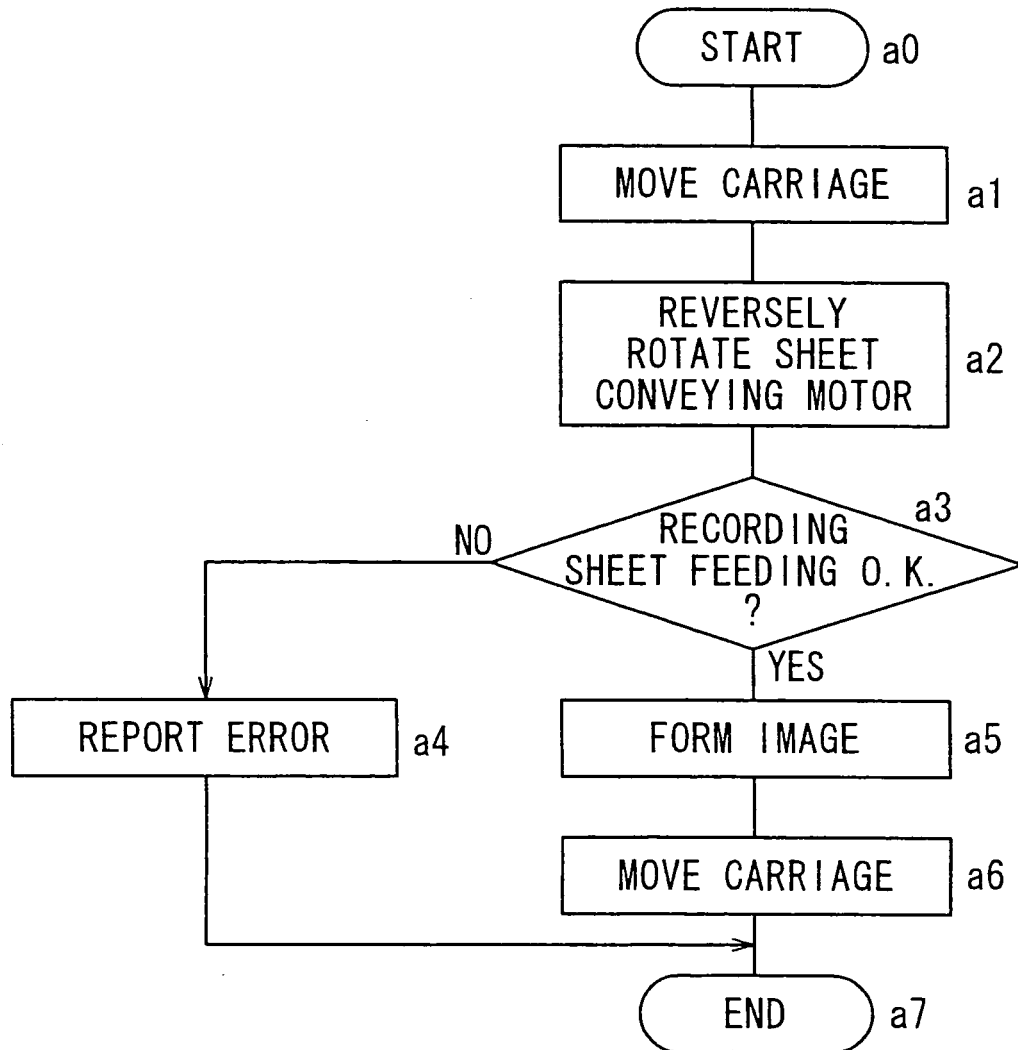 START a0
MOVE CARRIAGE a1
REVERSELY
ROTATE SHEET a2
CONVEYING MOTOR
a3
NO RECORDING
SHEET FEEDING O.K.
?
YES
REPORT ERROR a4
FORM IMAGE a5
MOVE CARRIAGE a6
END a7